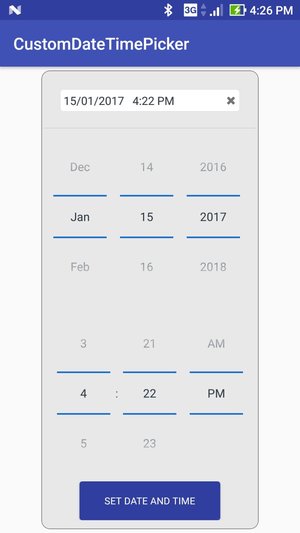 3G 4:26 PM
CustomDateTimePicker
15/01/2017 4:22 PM
Dec 14 2016
Jan 15 2017
Feb 16 2018
3 21 AM
4 : 22 PM
5 23
SET DATE AND TIME